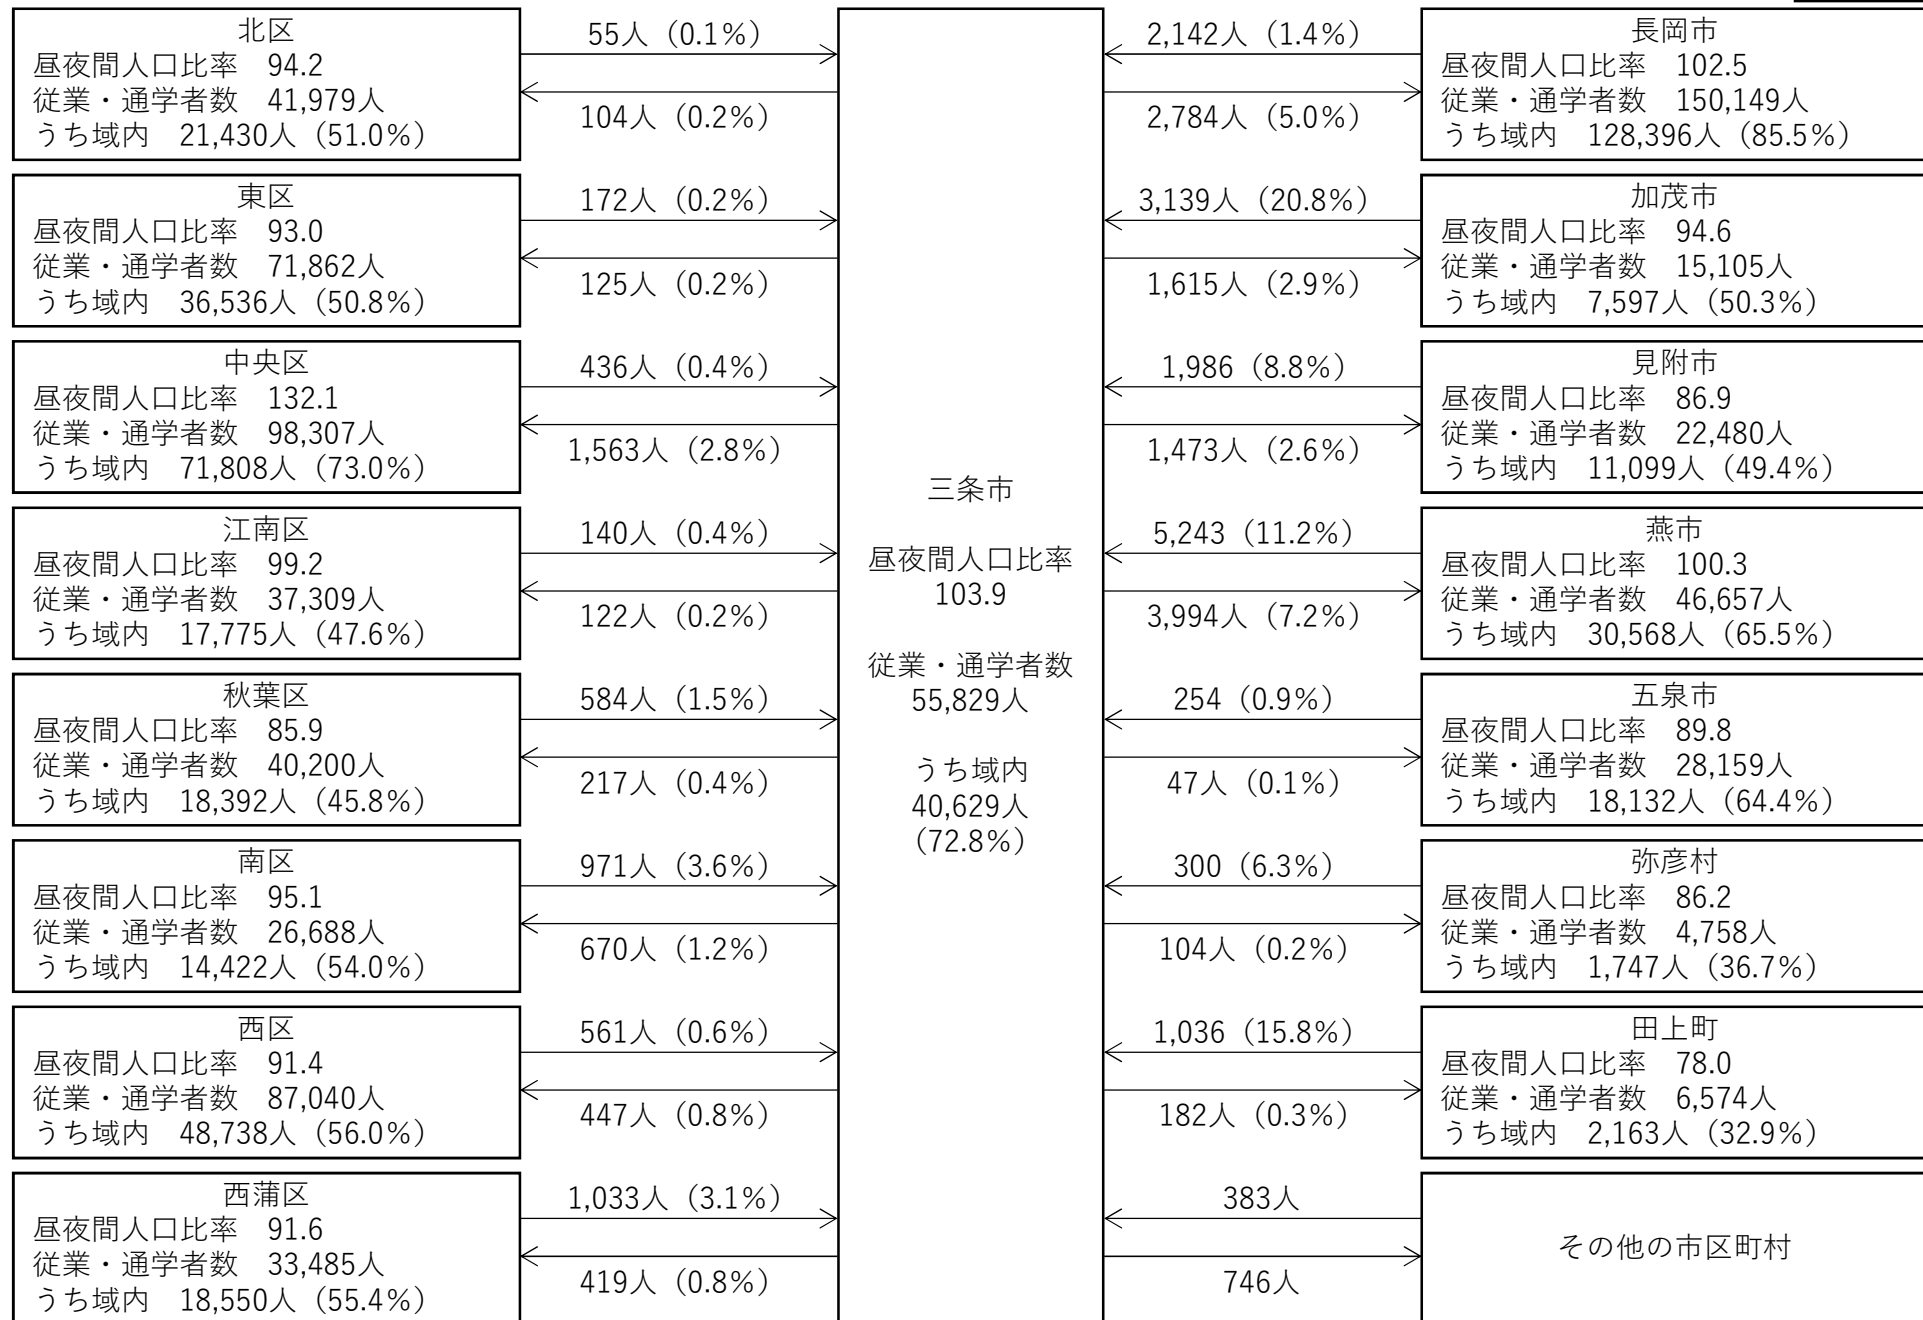 北区
昼夜間人口比率　94.2
従業・通学者数　41,979人
うち域内　21,430人（51.0%）
55人（0.1%）
104人（0.2%）
東区
昼夜間人口比率　93.0
従業・通学者数　71,862人
うち域内　36,536人（50.8%）
172人（0.2%）
125人（0.2%）
中央区
昼夜間人口比率　132.1
従業・通学者数　98,307人
うち域内　71,808人（73.0%）
436人（0.4%）
1,563人（2.8%）
江南区
昼夜間人口比率　99.2
従業・通学者数　37,309人
うち域内　17,775人（47.6%）
140人（0.4%）
122人（0.2%）
秋葉区
昼夜間人口比率　85.9
従業・通学者数　40,200人
うち域内　18,392人（45.8%）
584人（1.5%）
217人（0.4%）
南区
昼夜間人口比率　95.1
従業・通学者数　26,688人
うち域内　14,422人（54.0%）
971人（3.6%）
670人（1.2%）
西区
昼夜間人口比率　91.4
従業・通学者数　87,040人
うち域内　48,738人（56.0%）
561人（0.6%）
447人（0.8%）
西蒲区
昼夜間人口比率　91.6
従業・通学者数　33,485人
うち域内　18,550人（55.4%）
1,033人（3.1%）
419人（0.8%）
三条市
昼夜間人口比率
103.9
従業・通学者数
55,829人
うち域内
40,629人
（72.8%）
2,142人（1.4%）
2,784人（5.0%）
長岡市
昼夜間人口比率　102.5
従業・通学者数　150,149人
うち域内　128,396人（85.5%）
3,139人（20.8%）
1,615人（2.9%）
加茂市
昼夜間人口比率　94.6
従業・通学者数　15,105人
うち域内　7,597人（50.3%）
1,986（8.8%）
1,473人（2.6%）
見附市
昼夜間人口比率　86.9
従業・通学者数　22,480人
うち域内　11,099人（49.4%）
5,243（11.2%）
3,994人（7.2%）
燕市
昼夜間人口比率　100.3
従業・通学者数　46,657人
うち域内　30,568人（65.5%）
254（0.9%）
47人（0.1%）
五泉市
昼夜間人口比率　89.8
従業・通学者数　28,159人
うち域内　18,132人（64.4%）
300（6.3%）
104人（0.2%）
弥彦村
昼夜間人口比率　86.2
従業・通学者数　4,758人
うち域内　1,747人（36.7%）
1,036（15.8%）
182人（0.3%）
田上町
昼夜間人口比率　78.0
従業・通学者数　6,574人
うち域内　2,163人（32.9%）
383人
746人
その他の市区町村